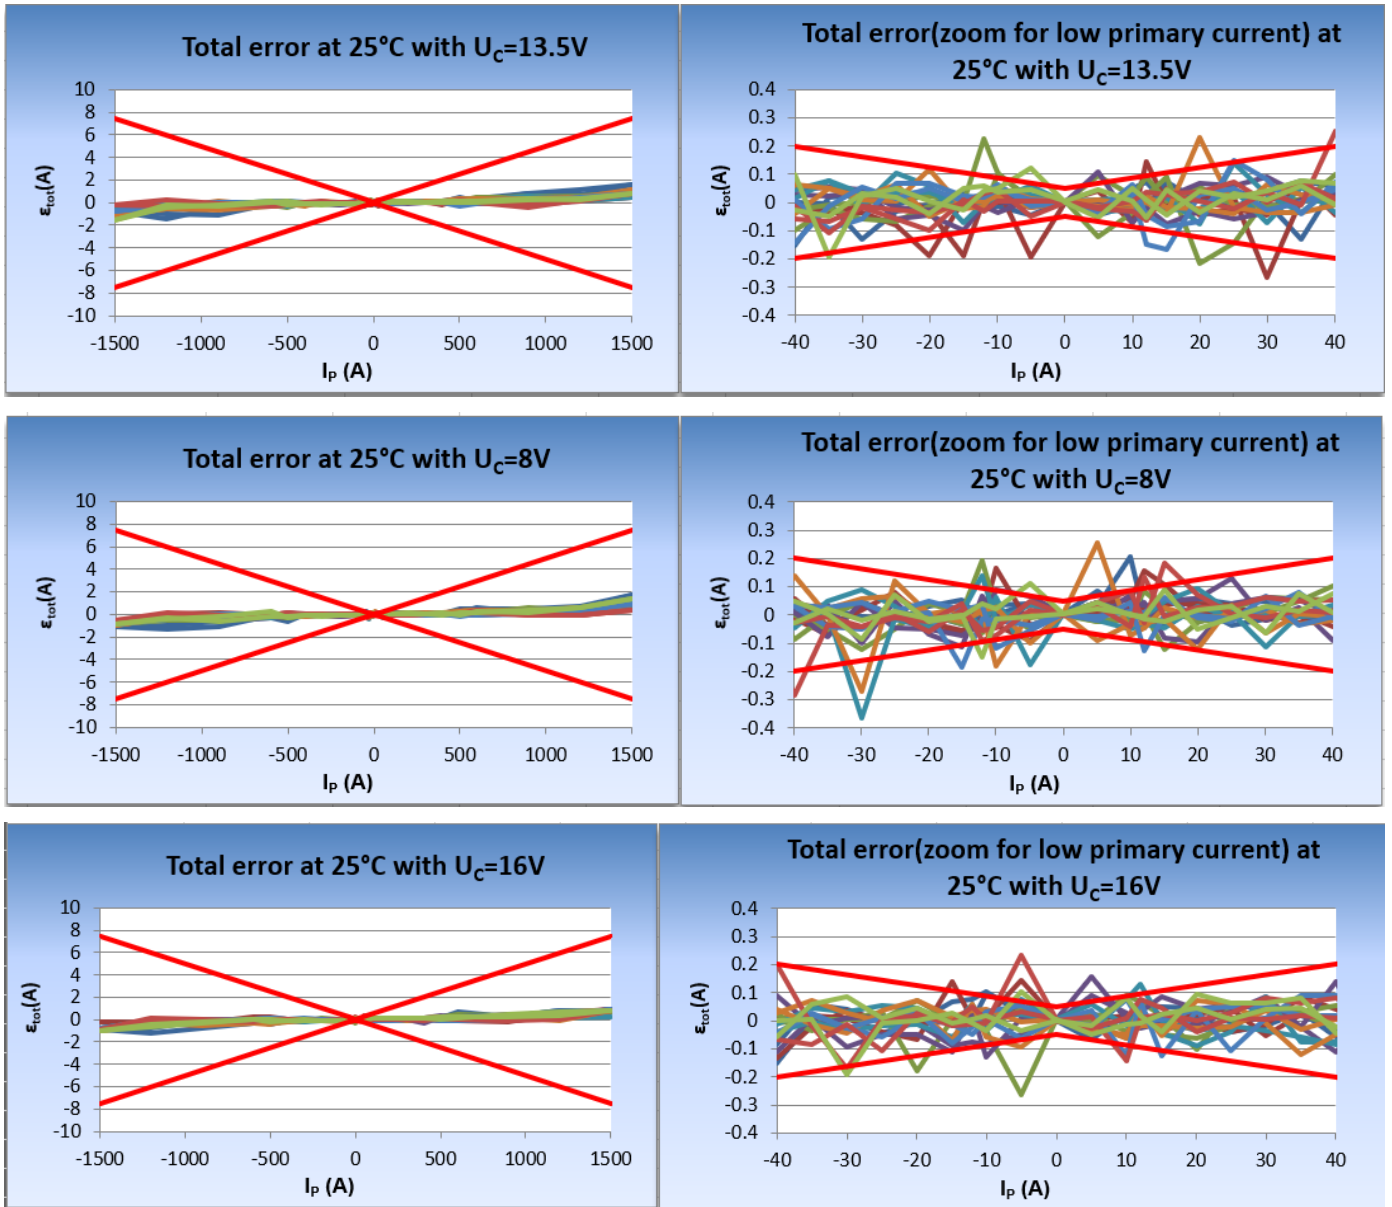 Total error at 25°C with UC=13.5V
10
8
6
4
2
0
-2
-4
-6
-8
-10
εtot(A)
-1500 -1000 -500 0 500 1000 1500
IP (A)
Total error(zoom for low primary current) at
25°C with UC=13.5V
0.4
0.3
0.2
0.1
0
-0.1
-0.2
-0.3
-0.4
εtot(A)
-40 -30 -20 -10 0 10 20 30 40
IP (A)
Total error at 25°C with UC=8V
10
8
6
4
2
0
-2
-4
-6
-8
-10
εtot(A)
-1500 -1000 -500 0 500 1000 1500
IP (A)
Total error(zoom for low primary current) at
25°C with UC=8V
0.4
0.3
0.2
0.1
0
-0.1
-0.2
-0.3
-0.4
εtot(A)
-40 -30 -20 -10 0 10 20 30 40
IP (A)
Total error at 25°C with UC=16V
10
8
6
4
2
0
-2
-4
-6
-8
-10
εtot(A)
-1500 -1000 -500 0 500 1000 1500
IP (A)
Total error(zoom for low primary current) at
25°C with UC=16V
0.4
0.3
0.2
0.1
0
-0.1
-0.2
-0.3
-0.4
εtot(A)
-40 -30 -20 -10 0 10 20 30 40
IP (A)